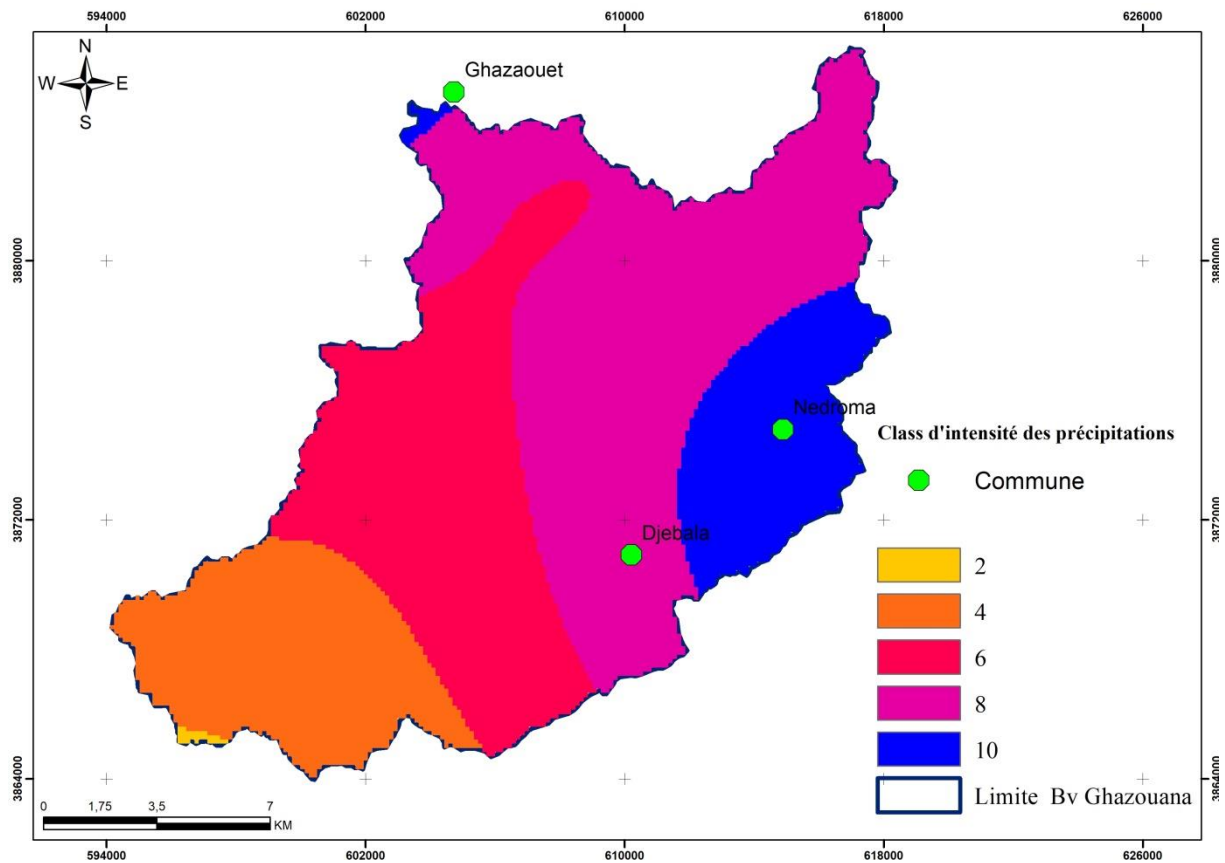 594000 602000 610000 618000 626000
N
W E
S
Ghazaouet
3880000 3880000
Nedroma
Class d'intensité des précipitations
Commune
3872000 3872000
Djebala
2
4
6
8
10
Limite Bv Ghazouana
3864000 3864000
0 1,75 3,5 7
KM
594000 602000 610000 618000 626000